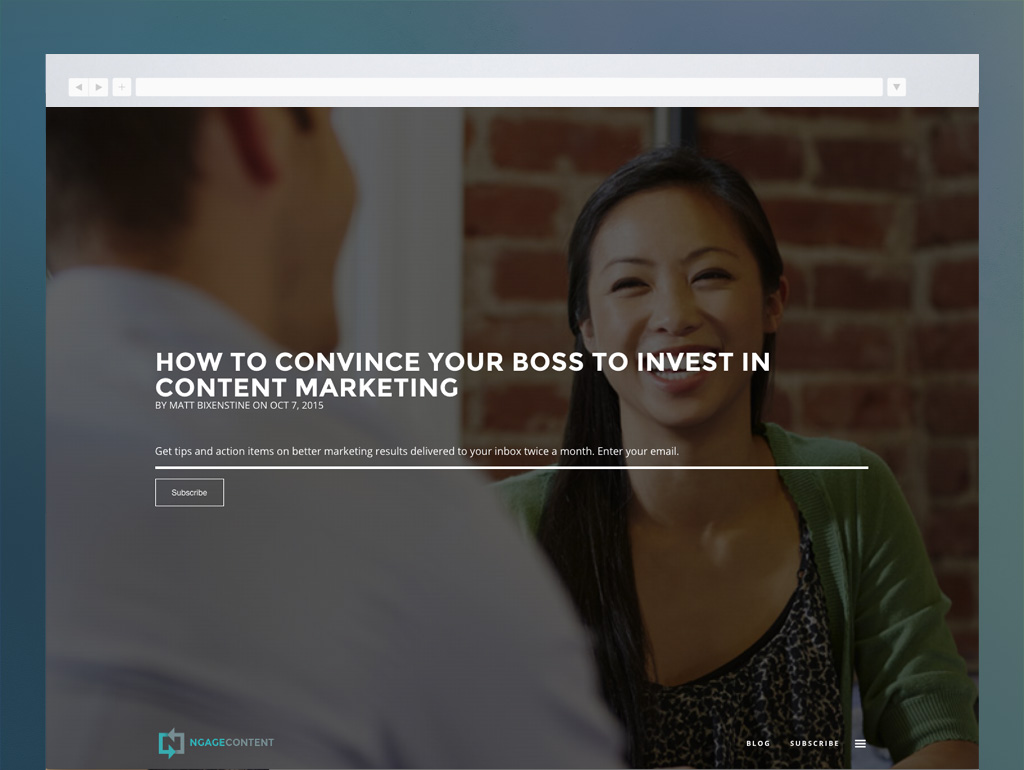 HOW TO CONVINCE YOUR BOSS TO INVEST IN
CONTENT MARKETING
BY MATT BIXENSTINE ON OCT 7, 2015
Get tips and action items on better marketing results delivered to your inbox twice a month. Enter your email.
Subscribe
NGAGECONTENT
BLOG SUBSCRIBE